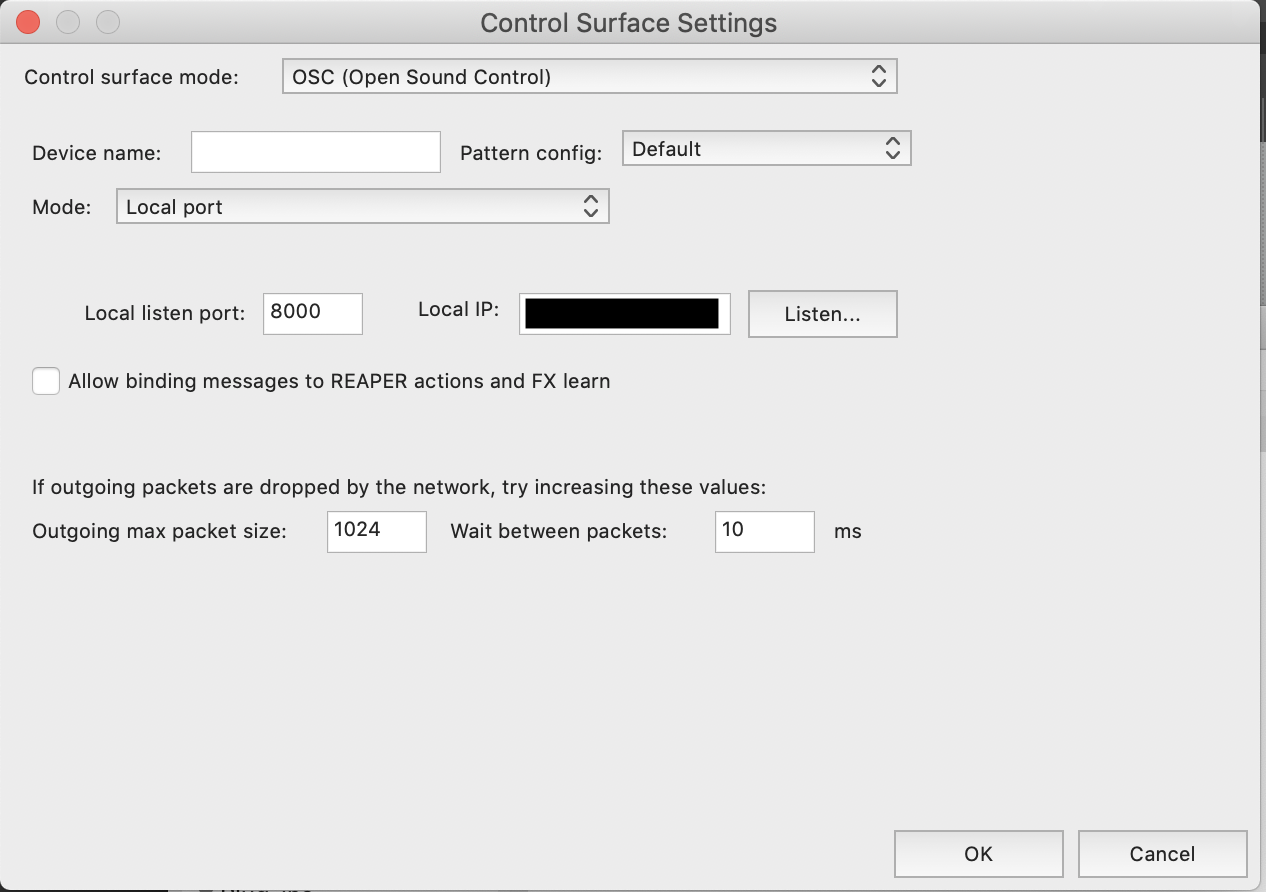 Control Surface Settings
Control surface mode: OSC (Open Sound Control)
Device name: Pattern config: Default
Mode: Local port
Local listen port: 8000 Local IP: Listen...
Allow binding messages to REAPER actions and FX learn
If outgoing packets are dropped by the network, try increasing these values:
Outgoing max packet size: 1024 Wait between packets: 10 ms
OK Cancel